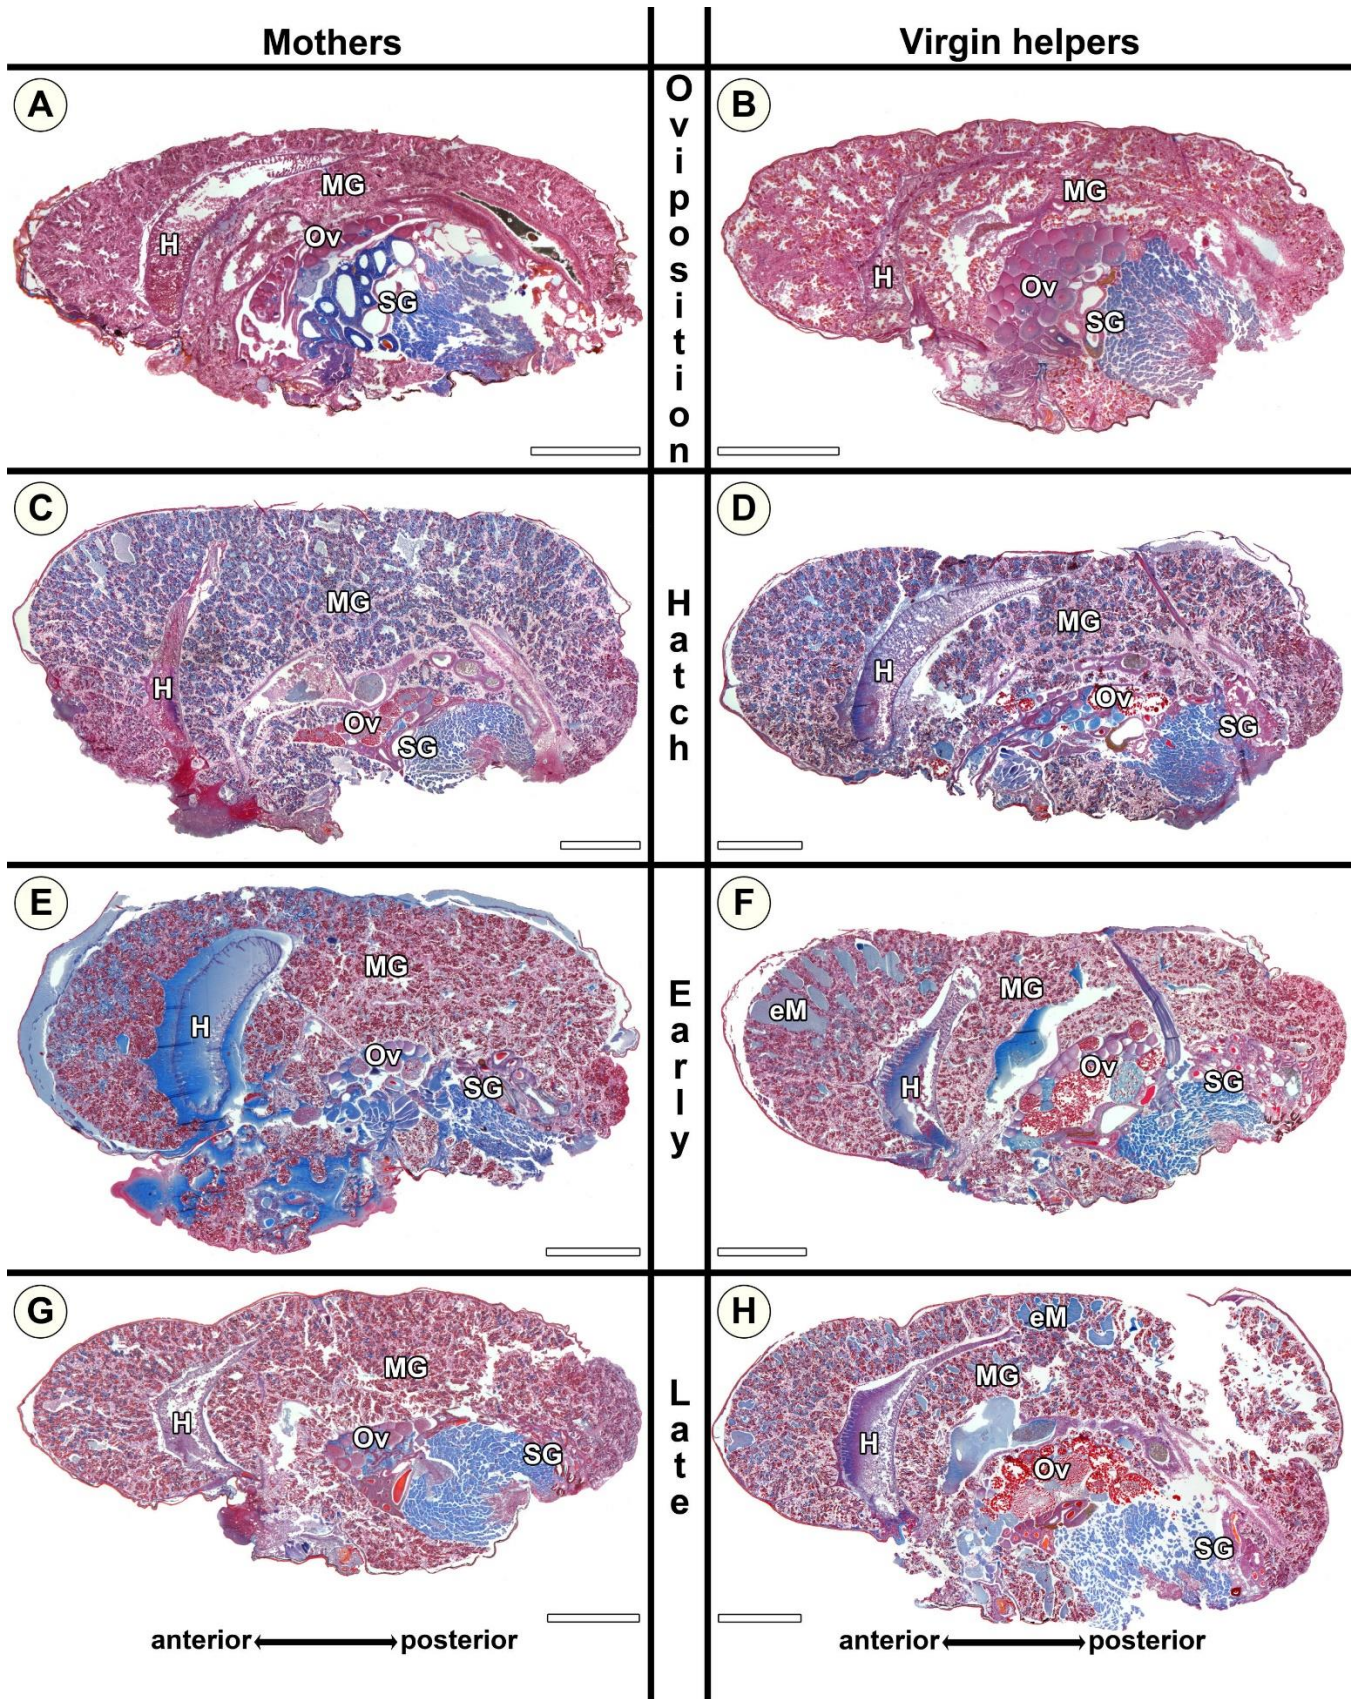 Mothers
Virgin helpers
Oviposition
A
H
MG
Ov
SG
B
H
MG
Ov
SG
Hatch
C
H
MG
Ov
SG
D
H
MG
Ov
SG
Early
E
H
MG
Ov
SG
F
eM
H
MG
Ov
SG
Late
G
H
MG
Ov
SG
anterior posterior
H
eM
MG
H
Ov
SG
anterior posterior